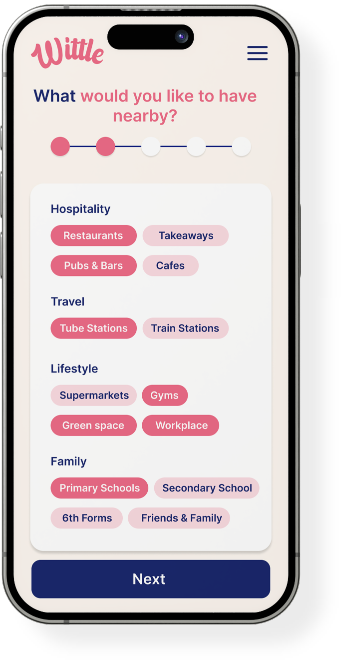 Wittle
What would you like to have
nearby?
Hospitality
Restaurants Takeaways
Pubs & Bars Cafes
Travel
Tube Stations Train Stations
Lifestyle
Supermarkets Gyms
Green space Workplace
Family
Primary Schools Secondary School
6th Forms Friends & Family
Next